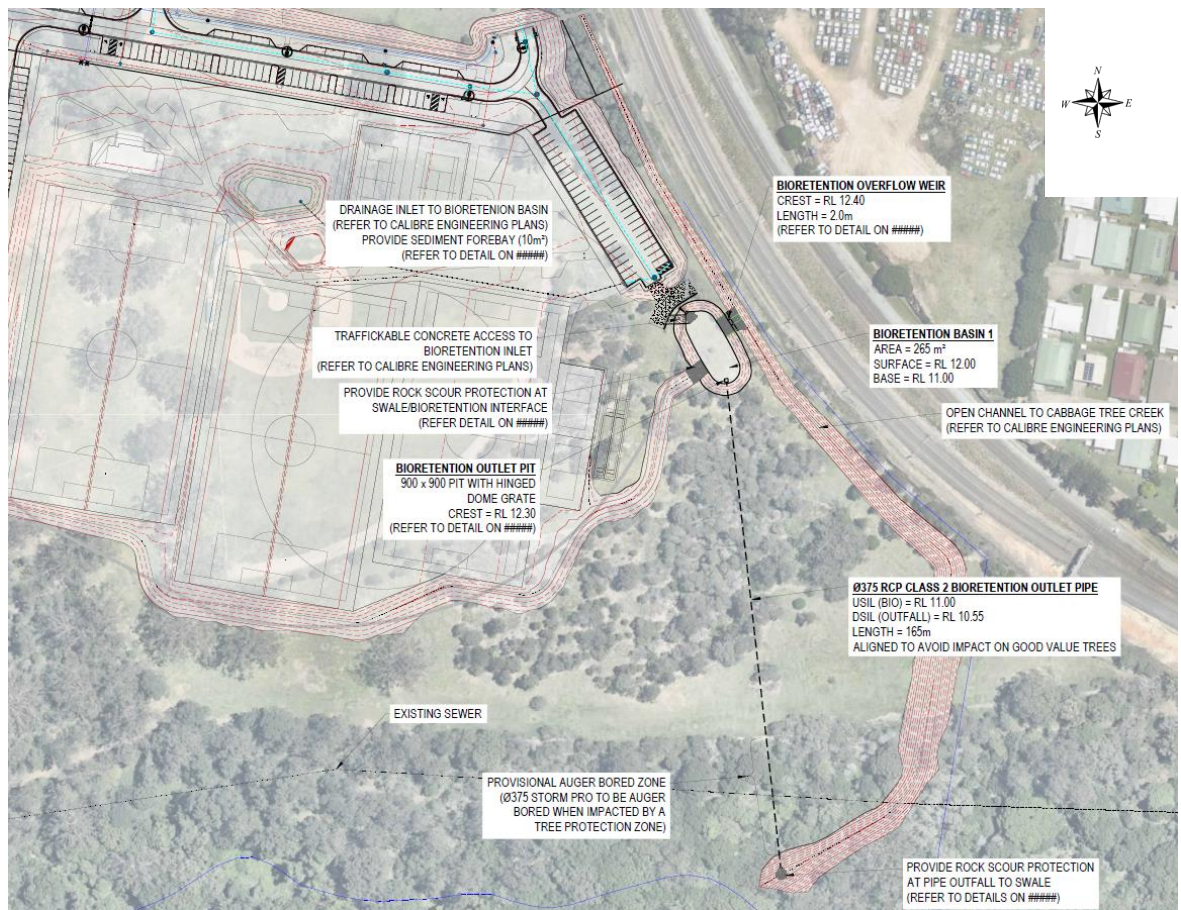 N
W E
S
BIORETENTION OVERFLOW WEIR
CREST = RL 12.40
LENGTH = 2.0m
(REFER TO DETAIL ON #####)
DRAINAGE INLET TO BIORETENION BASIN
(REFER TO CALIBRE ENGINEERING PLANS)
PROVIDE SEDIMENT FOREBAY (10m²)
(REFER TO DETAIL ON #####)
TRAFFICKABLE CONCRETE ACCESS TO
BIORETENTION INLET
(REFER TO CALIBRE ENGINEERING PLANS)
BIORETENTION BASIN 1
AREA = 265 m²
SURFACE = RL 12.00
BASE = RL 11.00
PROVIDE ROCK SCOUR PROTECTION AT
SWALE/BIORETENTION INTERFACE
(REFER DETAIL ON #####)
OPEN CHANNEL TO CABBAGE TREE CREEK
(REFER TO CALIBRE ENGINEERING PLANS)
BIORETENTION OUTLET PIT
900 x 900 PIT WITH HINGED
DOME GRATE
CREST = RL 12.30
(REFER TO DETAIL ON #####)
Ø375 RCP CLASS 2 BIORETENTION OUTLET PIPE
USIL (BIO) = RL 11.00
DSIL (OUTFALL) = RL 10.55
LENGTH = 165m
ALIGNED TO AVOID IMPACT ON GOOD VALUE TREES
EXISTING SEWER
PROVISIONAL AUGER BORED ZONE
(Ø375 STORM PRO TO BE AUGER
BORED WHEN IMPACTED BY A
TREE PROTECTION ZONE)
PROVIDE ROCK SCOUR PROTECTION
AT PIPE OUTFALL TO SWALE
(REFER TO DETAILS ON #####)